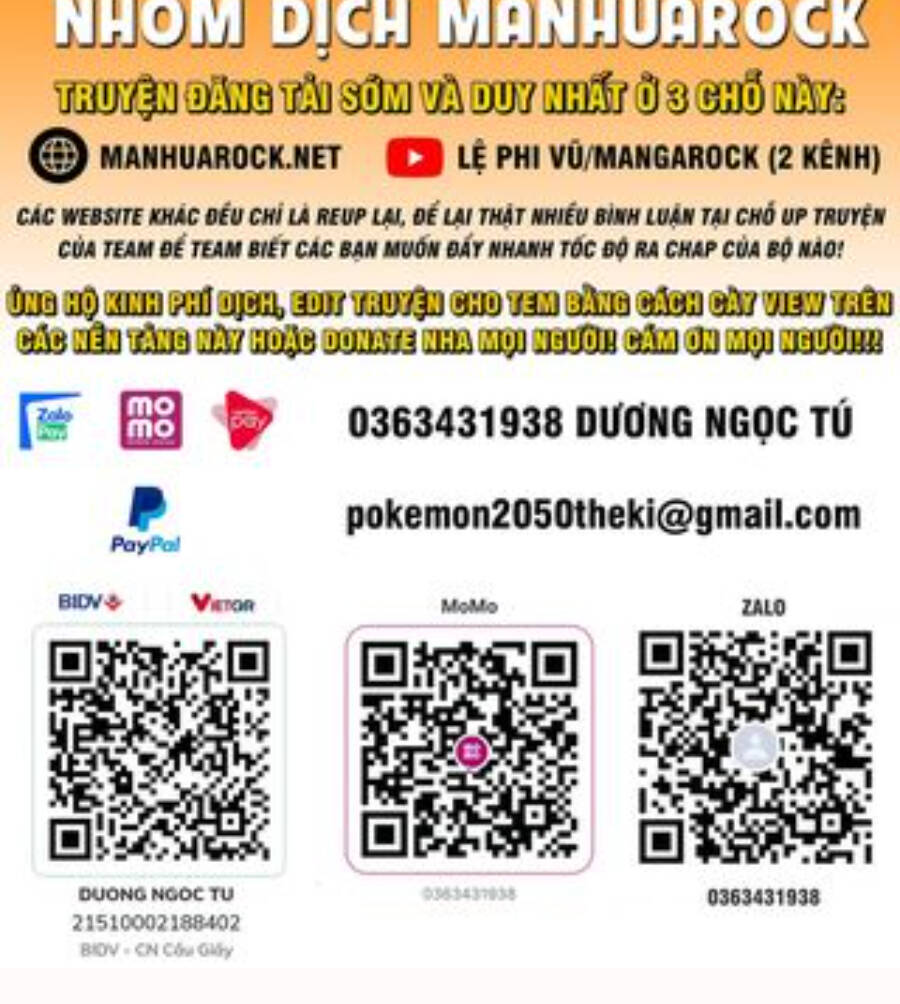 NHÓM DỊCH MANHUAROCK
TRUYỆN ĐĂNG TẢI SỚM VÀ DUY NHẤT Ở 3 CHỖ NÀY:
MANHUAROCK.NET LỆ PHI VŨ/MANGAROCK (2 KÊNH)
CÁC WEBSITE KHÁC ĐỀU CHỈ LÀ REUP LẠI, ĐỂ LẠI THẬT NHIỀU BÌNH LUẬN TẠI CHỖ UP TRUYỆN
CỦA TEAM ĐỂ TEAM BIẾT CÁC BẠN MUỐN ĐẨY NHANH TỐC ĐỘ RA CHAP CỦA BỘ NÀO!
ỦNG HỘ KINH PHÍ DỊCH, EDIT TRUYỆN CHO TEM BẰNG CÁCH CÀY VIEW TRÊN
CÁC NỀN TẢNG NÀY HOẶC DONATE NHA MỌI NGƯỜI! CẢM ƠN MỌI NGƯỜI!!!
Zalo Pay mo mo pay 0363431938 DƯƠNG NGỌC TÚ
PayPal pokemon2050theki@gmail.com
BIDV VIETQR MoMo ZALO
DUONG NGOC TU 0363431938 0363431938
21510002188402
BIDV - CN Cầu Giấy